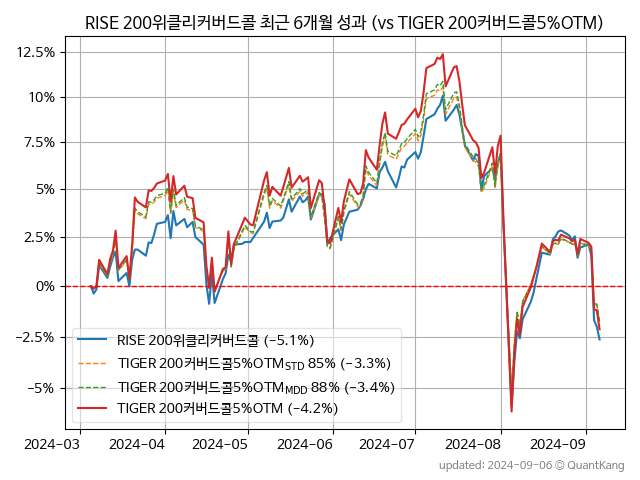 RISE 200위클리커버드콜 최근 6개월 성과 (vs TIGER 200커버드콜5%OTM)
12.5%
10%
7.5%
5%
2.5%
0%
−2.5%
−5%
RISE 200위클리커버드콜 (−5.1%)
TIGER 200커버드콜5%OTM_STD 85% (−3.3%)
TIGER 200커버드콜5%OTM_MDD 88% (−3.4%)
TIGER 200커버드콜5%OTM (−4.2%)
2024-03 2024-04 2024-05 2024-06 2024-07 2024-08 2024-09
updated: 2024-09-06 © QuantKang